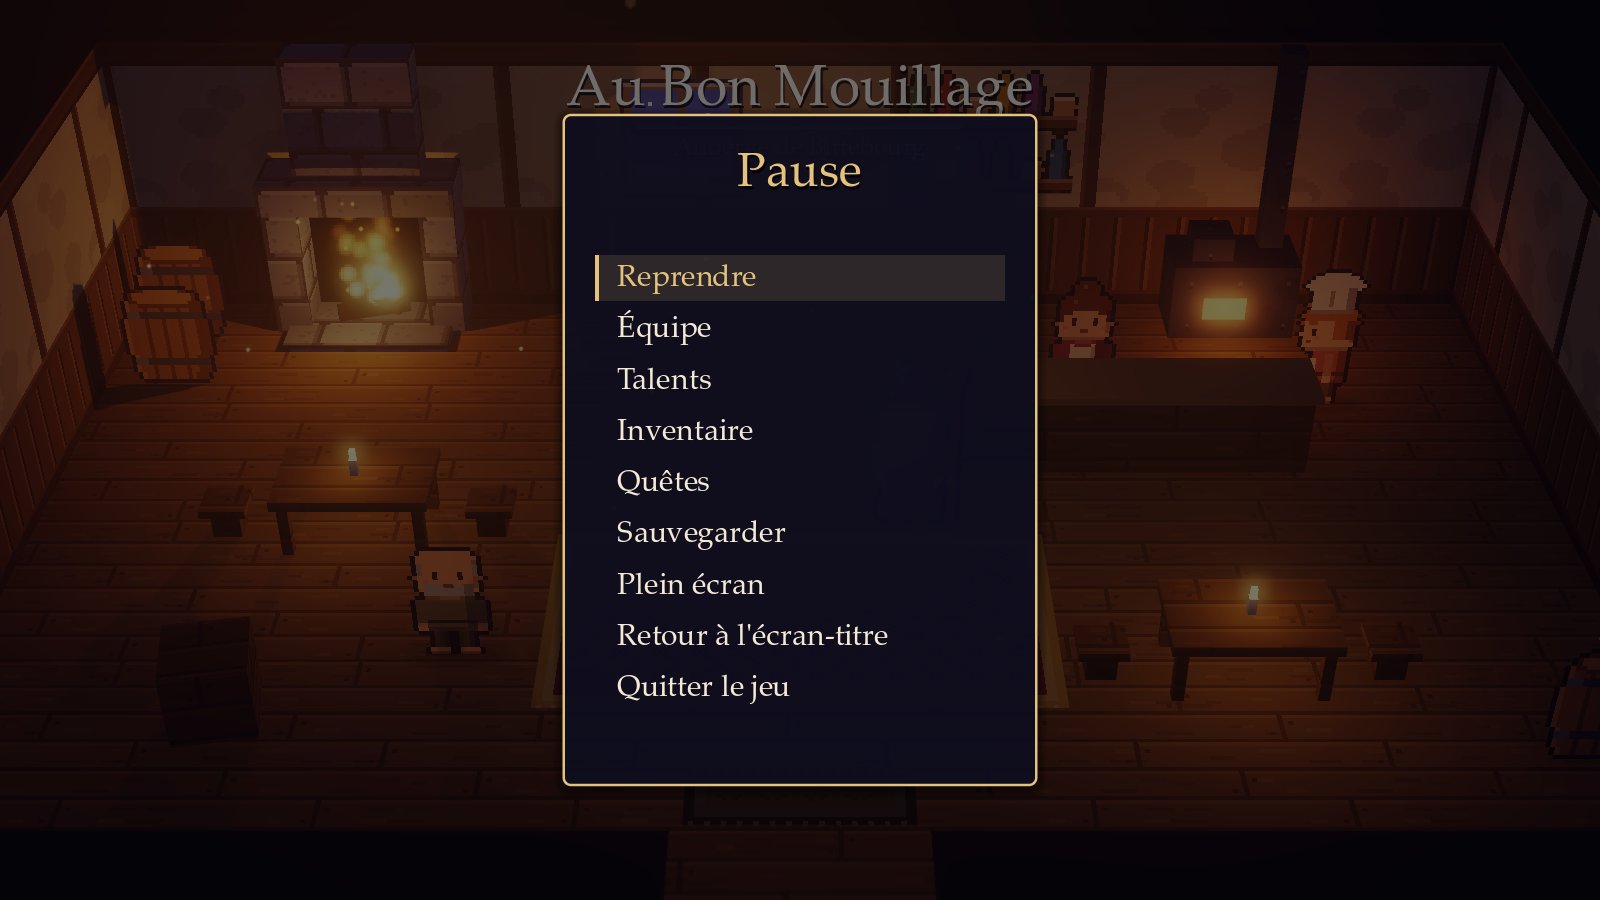 Au Bon Mouillage
Pause
Reprendre
Équipe
Talents
Inventaire
Quêtes
Sauvegarder
Plein écran
Retour à l'écran-titre
Quitter le jeu